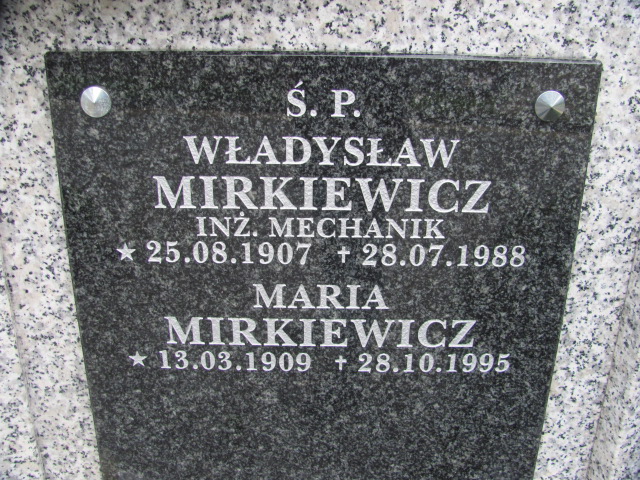 Ś. P.
WŁADYSŁAW
MIRKIEWICZ
INŻ. MECHANIK
★ 25.08.1907 ✝ 28.07.1988
MARIA
MIRKIEWICZ
★ 13.03.1909 ✝ 28.10.1995